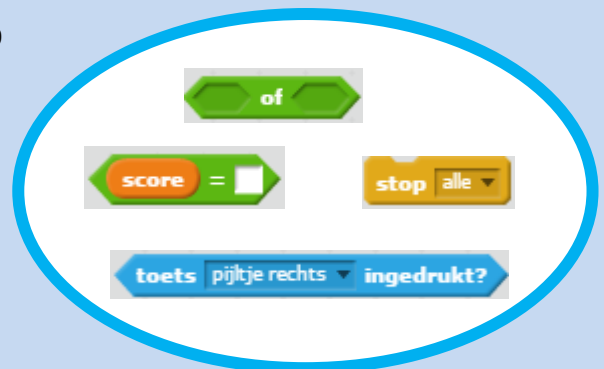 of
score =
stop alle
toets pijltje rechts ingedrukt?